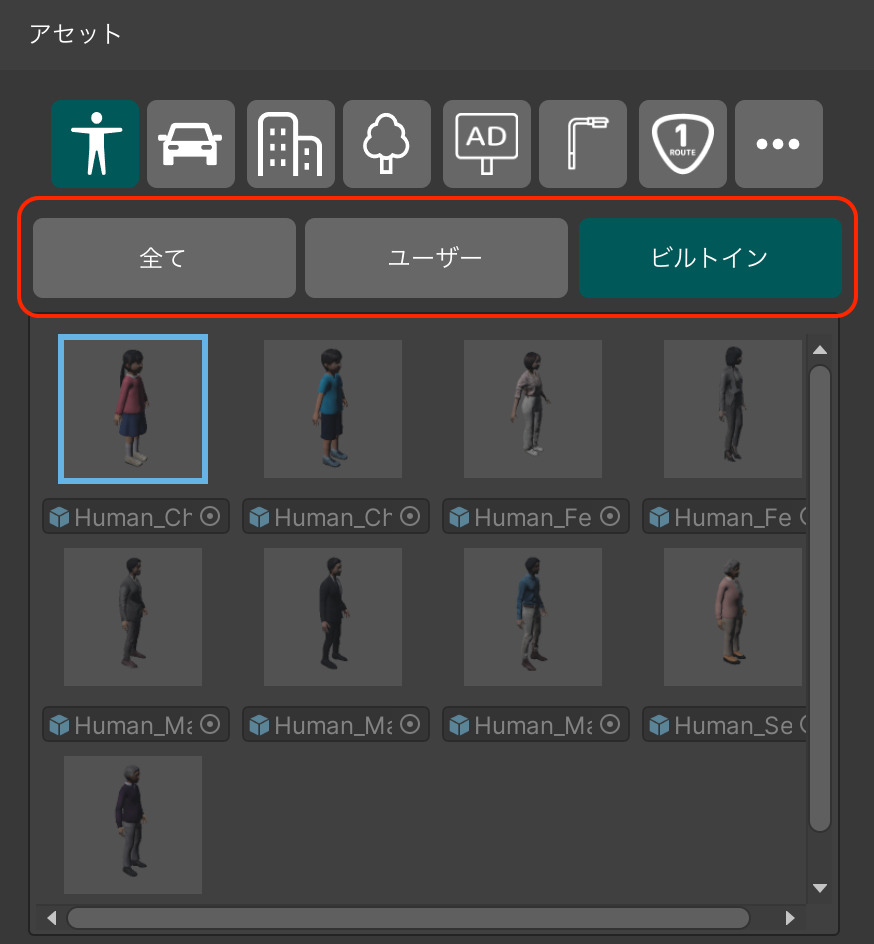 アセット
AD
1
ROUTE
全て ユーザー ビルトイン
Human_Ch Human_Ch Human_Fe Human_Fe
Human_Ma Human_Ma Human_Ma Human_Se